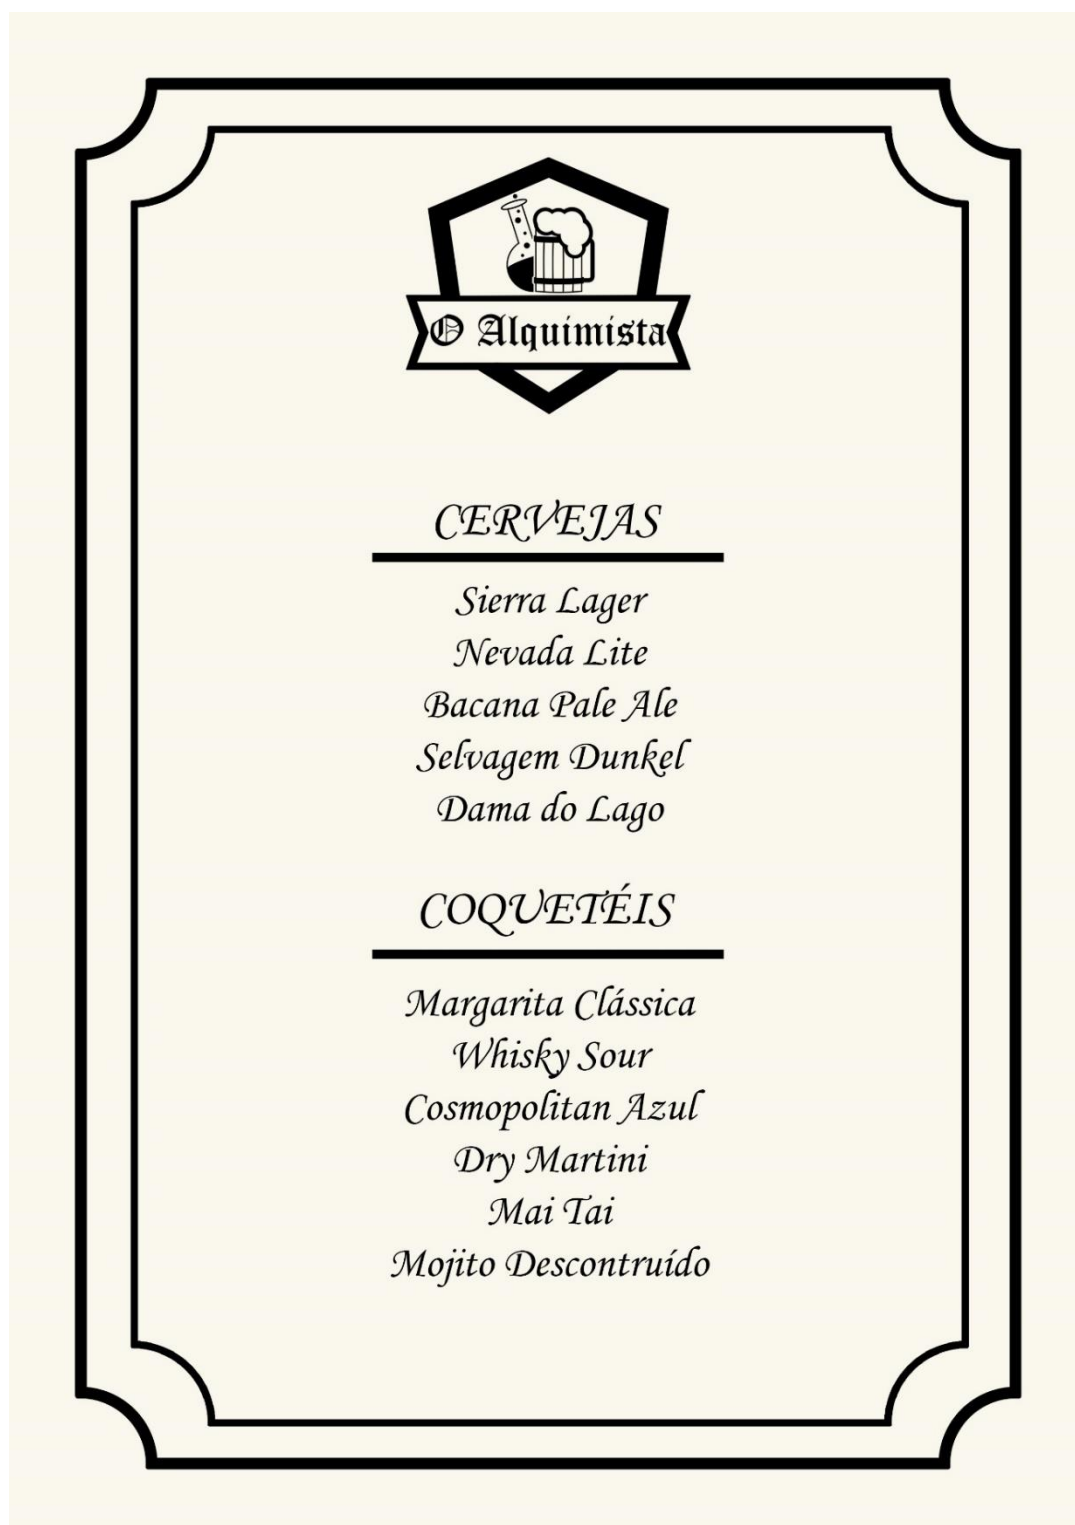 O Alquimista
CERVEJAS
Sierra Lager
Nevada Lite
Bacana Pale Ale
Selvagem Dunkel
Dama do Lago
COQUETÉIS
Margarita Clássica
Whisky Sour
Cosmopolitan Azul
Dry Martini
Mai Tai
Mojito Descontruído